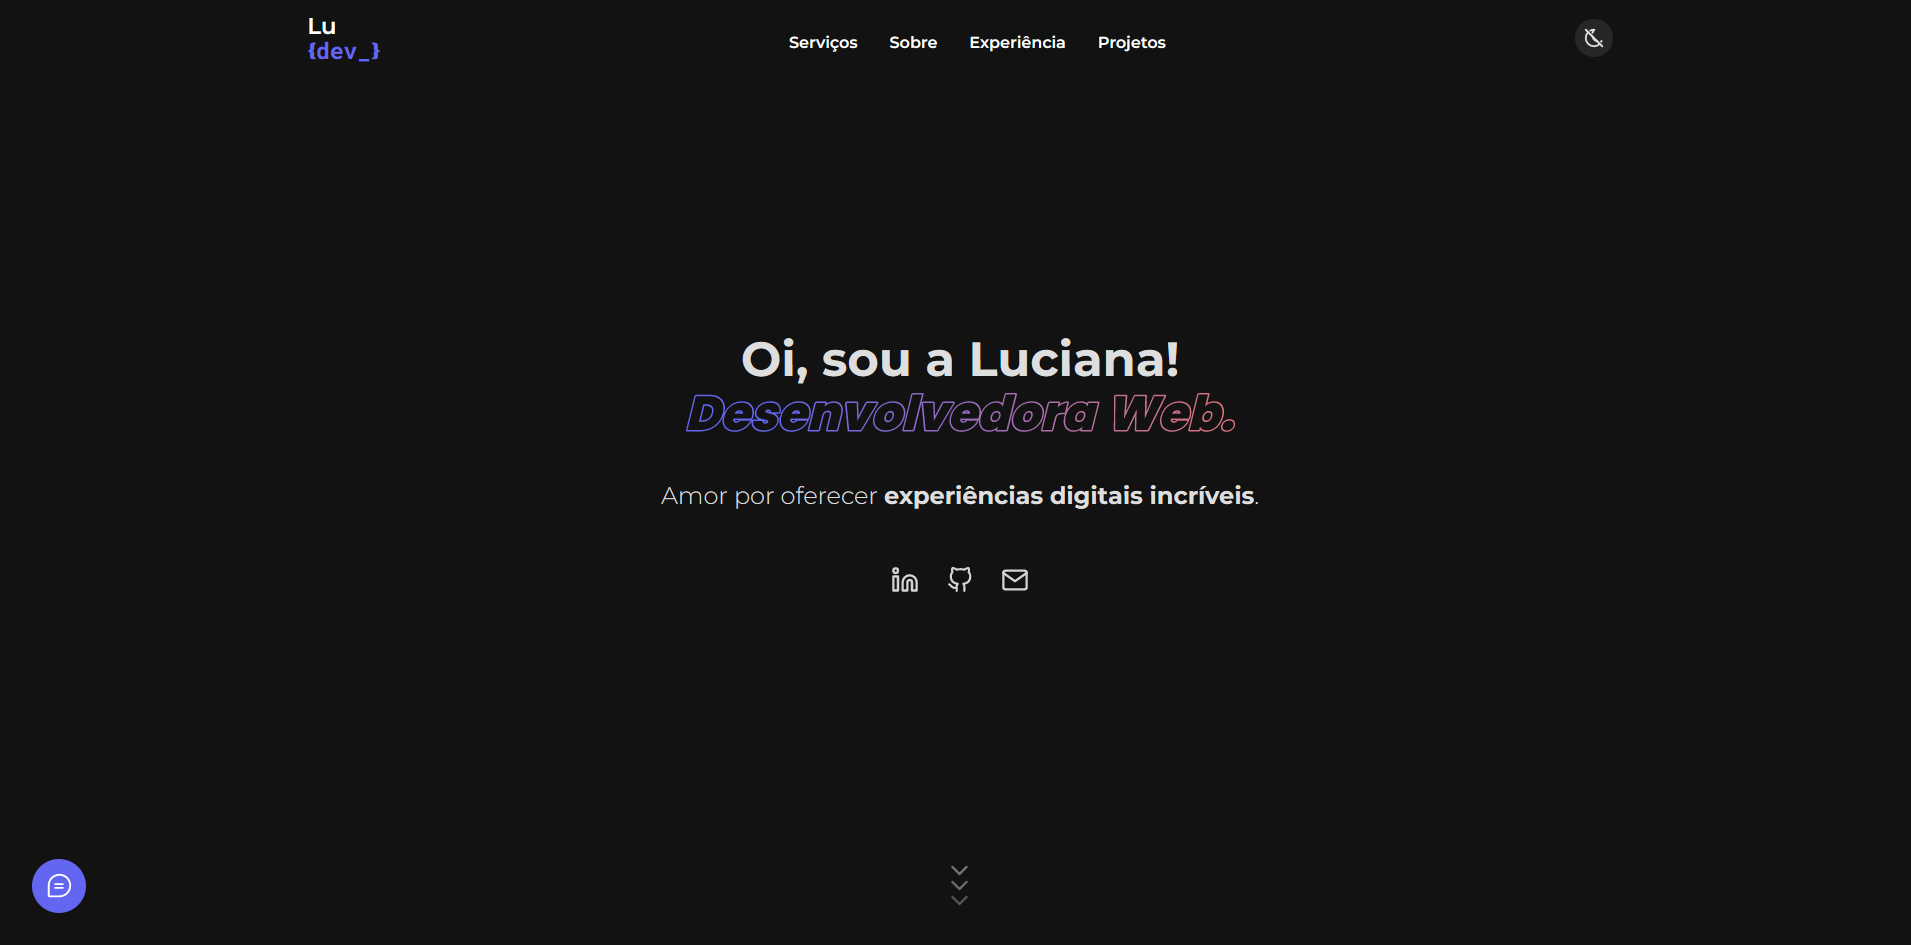 Lu
{dev_}
Serviços Sobre Experiência Projetos
Oi, sou a Luciana!
Desenvolvedora Web.
Amor por oferecer experiências digitais incríveis.